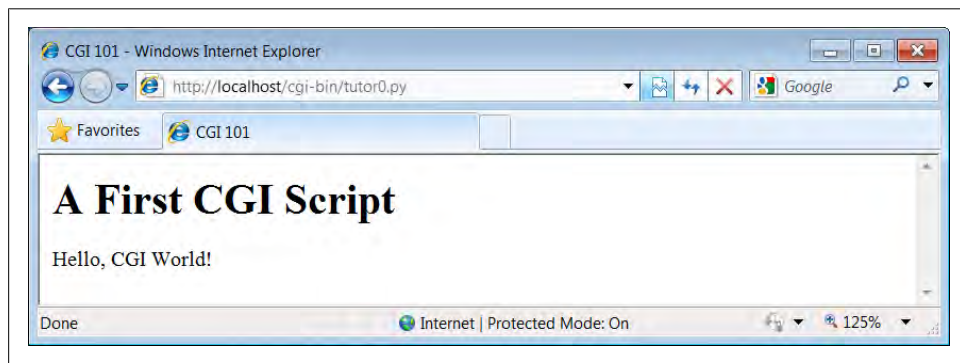 CGI 101 - Windows Internet Explorer
http://localhost/cgi-bin/tutor0.py
Google
Favorites
CGI 101
A First CGI Script
Hello, CGI World!
Done
Internet | Protected Mode: On
125%